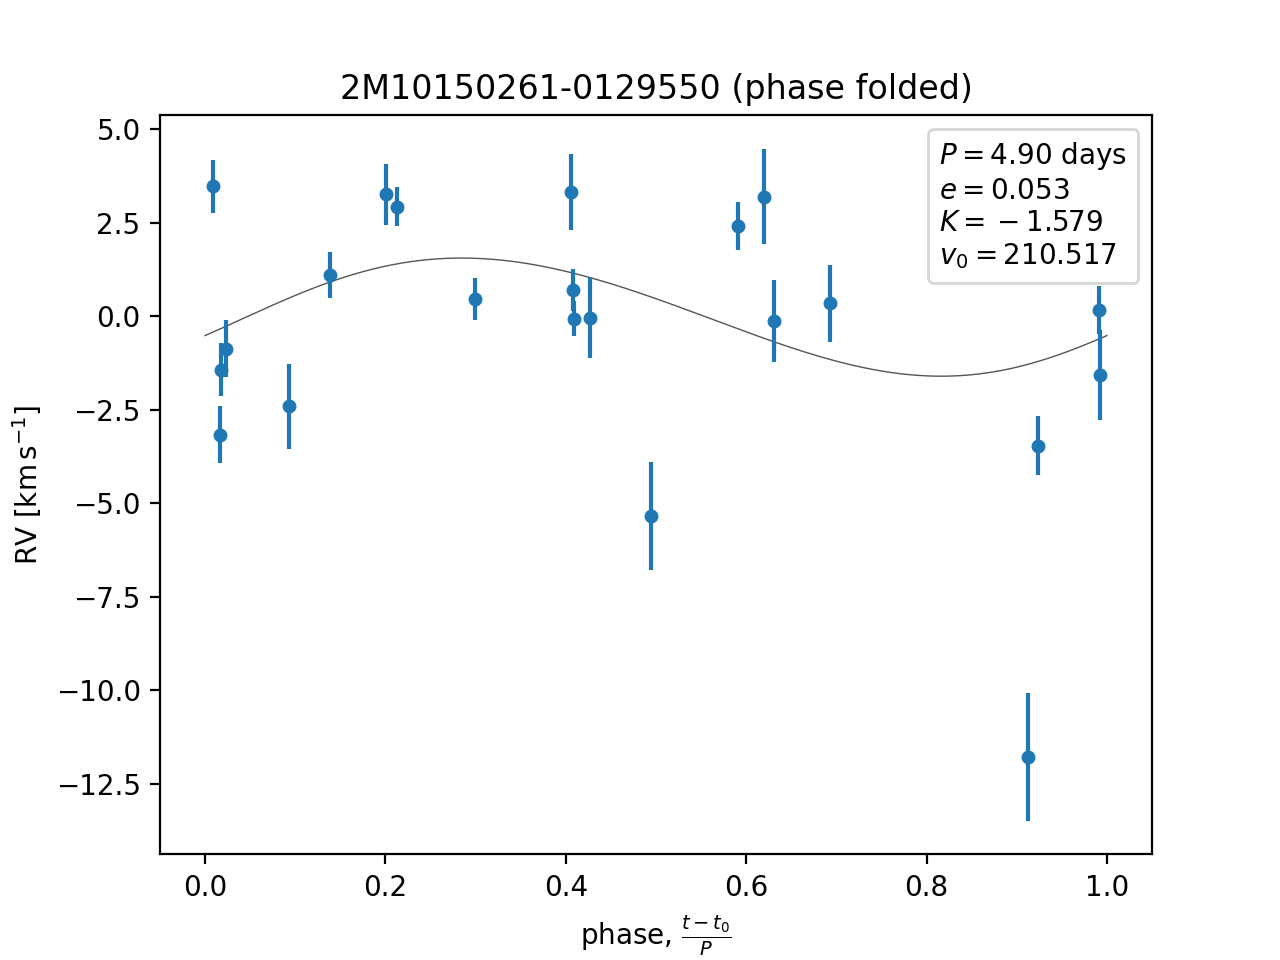 2M10150261-0129550 (phase folded)
P = 4.90 days
e = 0.053
K = −1.579
v₀ = 210.517
5.0
2.5
0.0
−2.5
−5.0
−7.5
−10.0
−12.5
RV [km s⁻¹]
0.0 0.2 0.4 0.6 0.8 1.0
phase, (t − t₀)/P